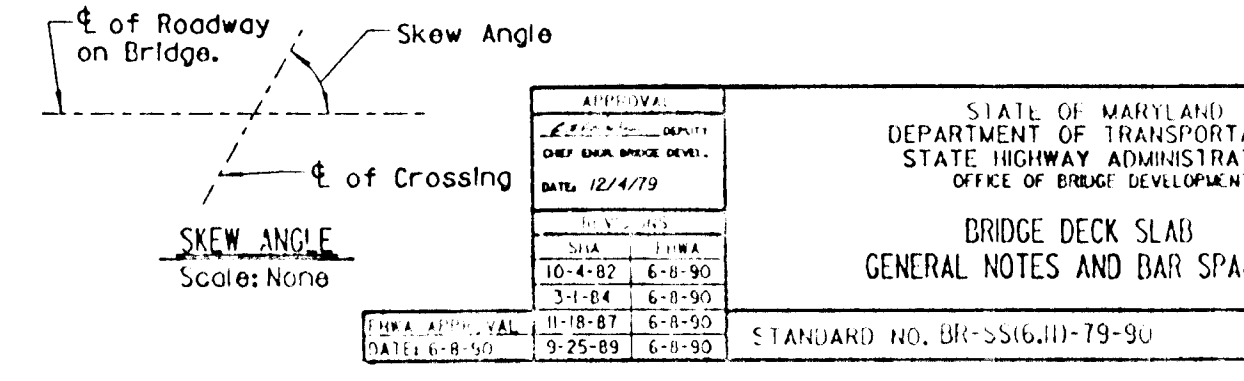 ℄ of Roadway
on Bridge.
Skew Angle
℄ of Crossing
SKEW ANGLE
Scale: None
APPROVAL
DEPUTY
CHIEF ENGR. BRIDGE DEVEL.
DATE: 12/4/79
REVISIONS
SHA FHWA
10-4-82 6-8-90
3-1-84 6-8-90
11-18-87 6-8-90
9-25-89 6-8-90
FHWA APPROVAL
DATE: 6-8-90
STATE OF MARYLAND
DEPARTMENT OF TRANSPORTA
STATE HIGHWAY ADMINISTRAT
OFFICE OF BRIDGE DEVELOPMENT
BRIDGE DECK SLAB
GENERAL NOTES AND BAR SPA
STANDARD NO. BR-SS(6.11)-79-90